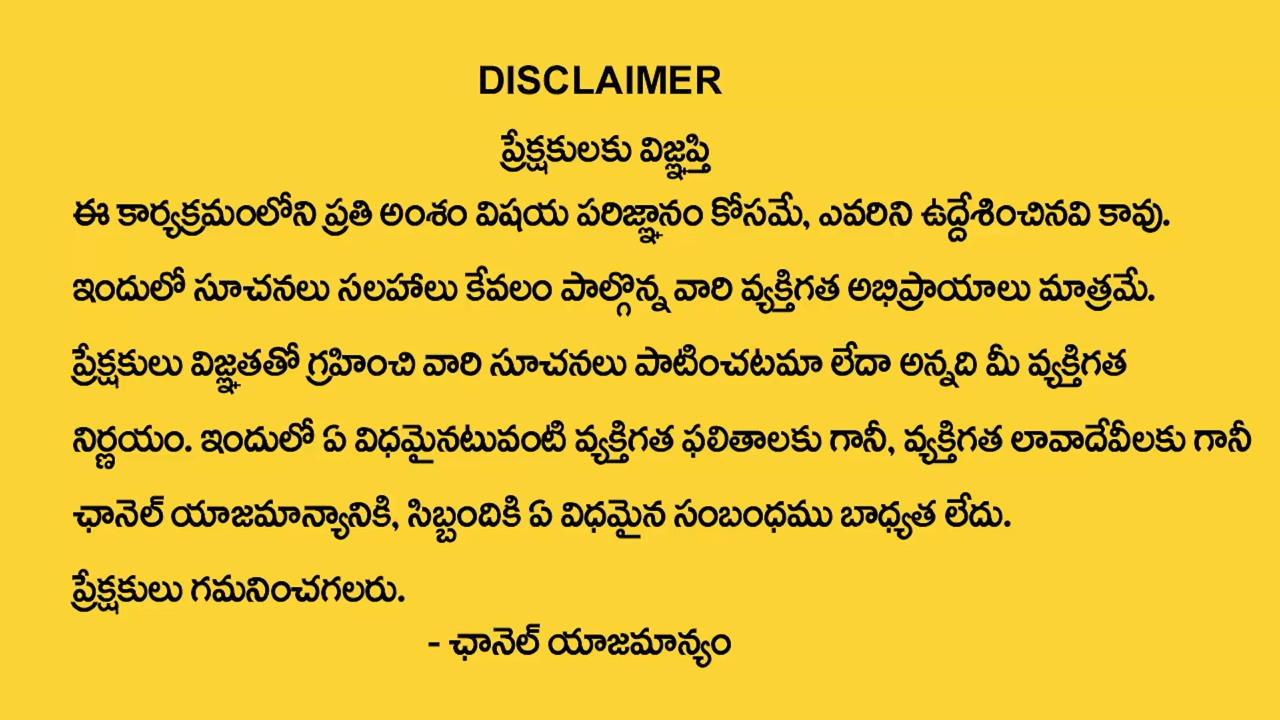 DISCLAIMER
ప్రేక్షకులకు విజ్ఞప్తి
ఈ కార్యక్రమంలోని ప్రతి అంశం విషయ పరిజ్ఞానం కోసమే, ఎవరిని ఉద్దేశించినవి కావు.
ఇందులో సూచనలు సలహాలు కేవలం పాల్గొన్న వారి వ్యక్తిగత అభిప్రాయాలు మాత్రమే.
ప్రేక్షకులు విజ్ఞతతో గ్రహించి వారి సూచనలు పాటించటమా లేదా అన్నది మీ వ్యక్తిగత
నిర్ణయం. ఇందులో ఏ విధమైనటువంటి వ్యక్తిగత ఫలితాలకు గానీ, వ్యక్తిగత లావాదేవీలకు గానీ
ఛానెల్ యాజమాన్యానికి, సిబ్బందికి ఏ విధమైన సంబంధము బాధ్యత లేదు.
ప్రేక్షకులు గమనించగలరు.
- ఛానెల్ యాజమాన్యం